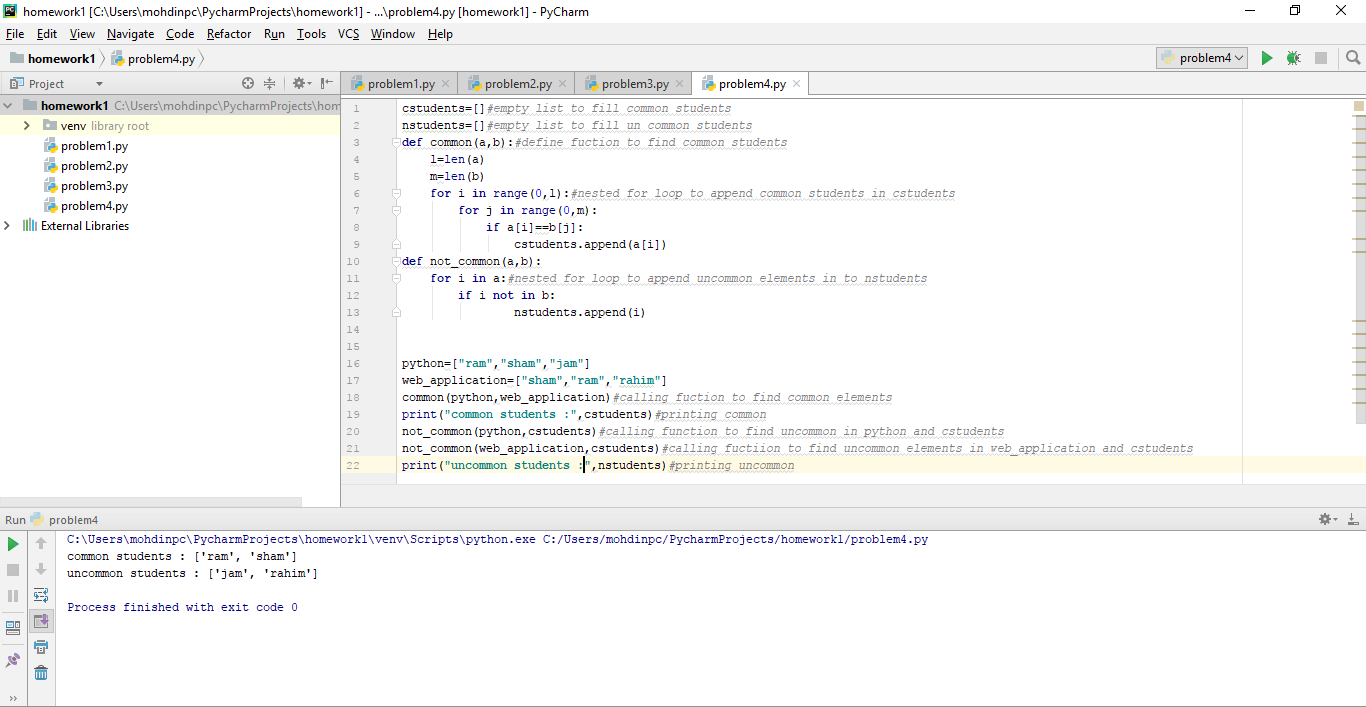 homework1 [C:\Users\mohdinpc\PycharmProjects\homework1] - ...\problem4.py [homework1] - PyCharm
File Edit View Navigate Code Refactor Run Tools VCS Window Help
homework1 problem4.py problem4
Project problem1.py problem2.py problem3.py problem4.py
homework1 C:\Users\mohdinpc\PycharmProjects\hom
venv library root
problem1.py
problem2.py
problem3.py
problem4.py
External Libraries
1 cstudents=[]#empty list to fill common students
2 nstudents=[]#empty list to fill un common students
3 def common(a,b):#define fuction to find common students
4 l=len(a)
5 m=len(b)
6 for i in range(0,l):#nested for loop to append common students in cstudents
7 for j in range(0,m):
8 if a[i]==b[j]:
9 cstudents.append(a[i])
10 def not_common(a,b):
11 for i in a:#nested for loop to append uncommon elements in to nstudents
12 if i not in b:
13 nstudents.append(i)
14
15
16 python=["ram","sham","jam"]
17 web_application=["sham","ram","rahim"]
18 common(python,web_application)#calling fuction to find common elements
19 print("common students :",cstudents)#printing common
20 not_common(python,cstudents)#calling function to find uncommon in python and cstudents
21 not_common(web_application,cstudents)#calling fuctiion to find uncommon elements in web_application and cstudents
22 print("uncommon students :",nstudents)#printing uncommon
Run problem4
C:\Users\mohdinpc\PycharmProjects\homework1\venv\Scripts\python.exe C:/Users/mohdinpc/PycharmProjects/homework1/problem4.py
common students : ['ram', 'sham']
uncommon students : ['jam', 'rahim']
Process finished with exit code 0